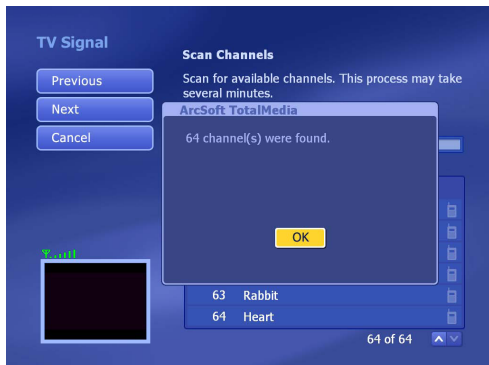 TV Signal
Scan Channels
Previous
Scan for available channels. This process may take
several minutes.
Next
ArcSoft TotalMedia
Cancel
64 channel(s) were found.
OK
63 Rabbit
64 Heart
64 of 64